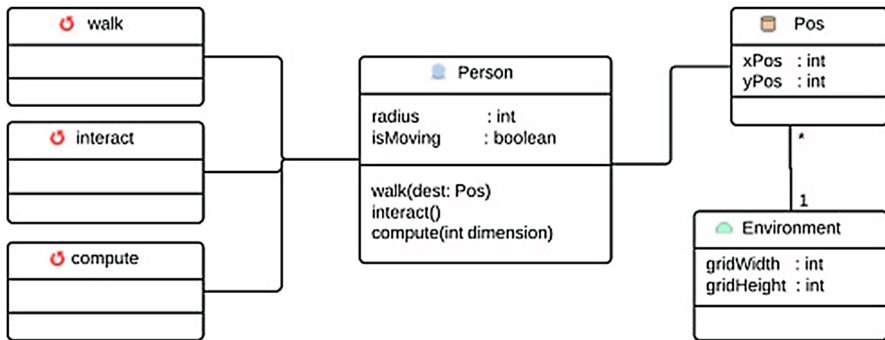 walk
interact
compute
Person
radius : int
isMoving : boolean
walk(dest: Pos)
interact()
compute(int dimension)
Pos
xPos : int
yPos : int
*
1
Environment
gridWidth : int
gridHeight : int